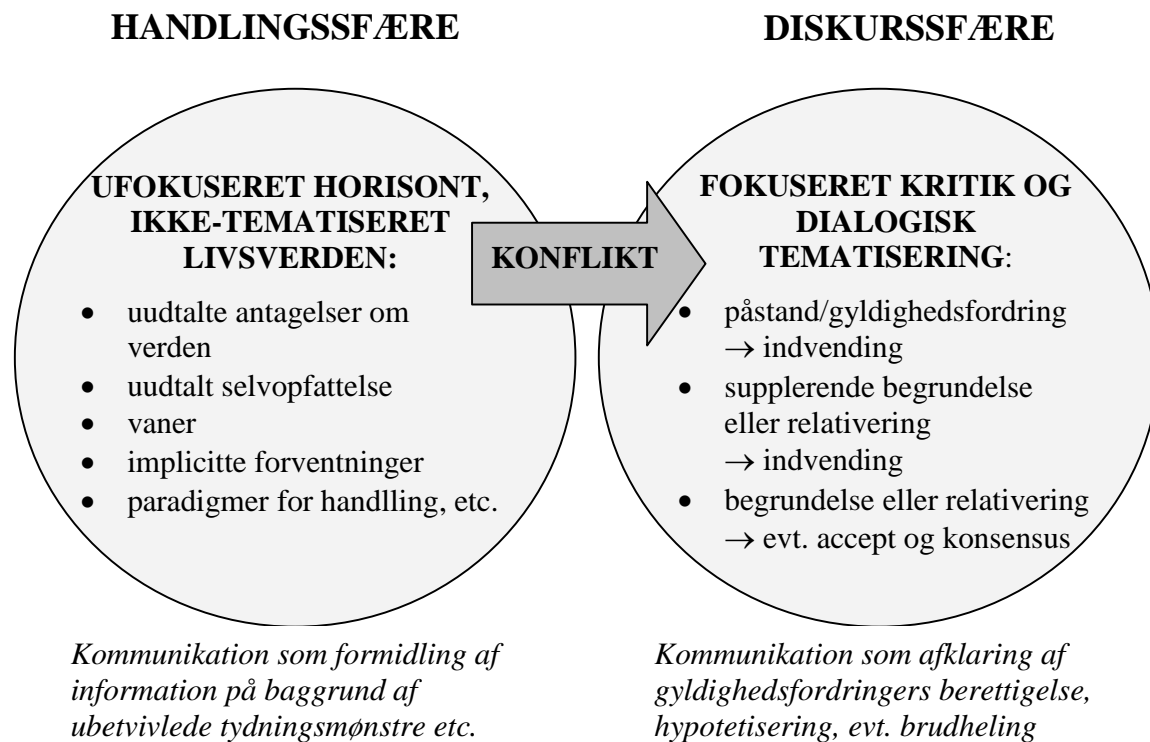 HANDLINGSSFÆRE
UFOKUSERET HORISONT,
IKKE-TEMATISERET
LIVSVERDEN:
• uudtalte antagelser om
verden
• uudtalt selvopfattelse
• vaner
• implicitte forventninger
• paradigmer for handlling, etc.
Kommunikation som formidling af
information på baggrund af
ubetvivlede tydningsmønstre etc.
KONFLIKT
DISKURSSFÆRE
FOKUSERET KRITIK OG
DIALOGISK
TEMATISERING:
• påstand/gyldighedsfordring
→ indvending
• supplerende begrundelse
eller relativering
→ indvending
• begrundelse eller relativering
→ evt. accept og konsensus
Kommunikation som afklaring af
gyldighedsfordringers berettigelse,
hypotetisering, evt. brudheling